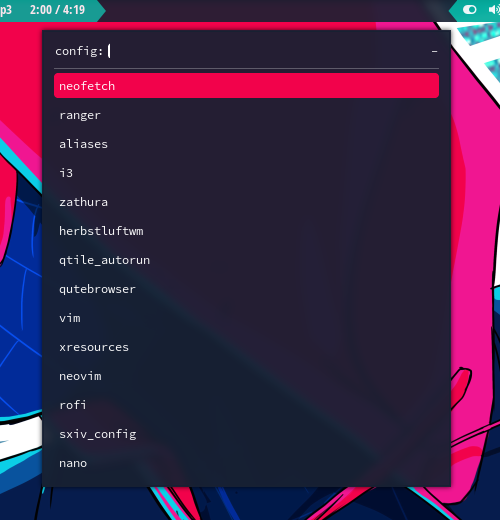 p3 2:00 / 4:19
config: –
neofetch
ranger
aliases
i3
zathura
herbstluftwm
qtile_autorun
qutebrowser
vim
xresources
neovim
rofi
sxiv_config
nano